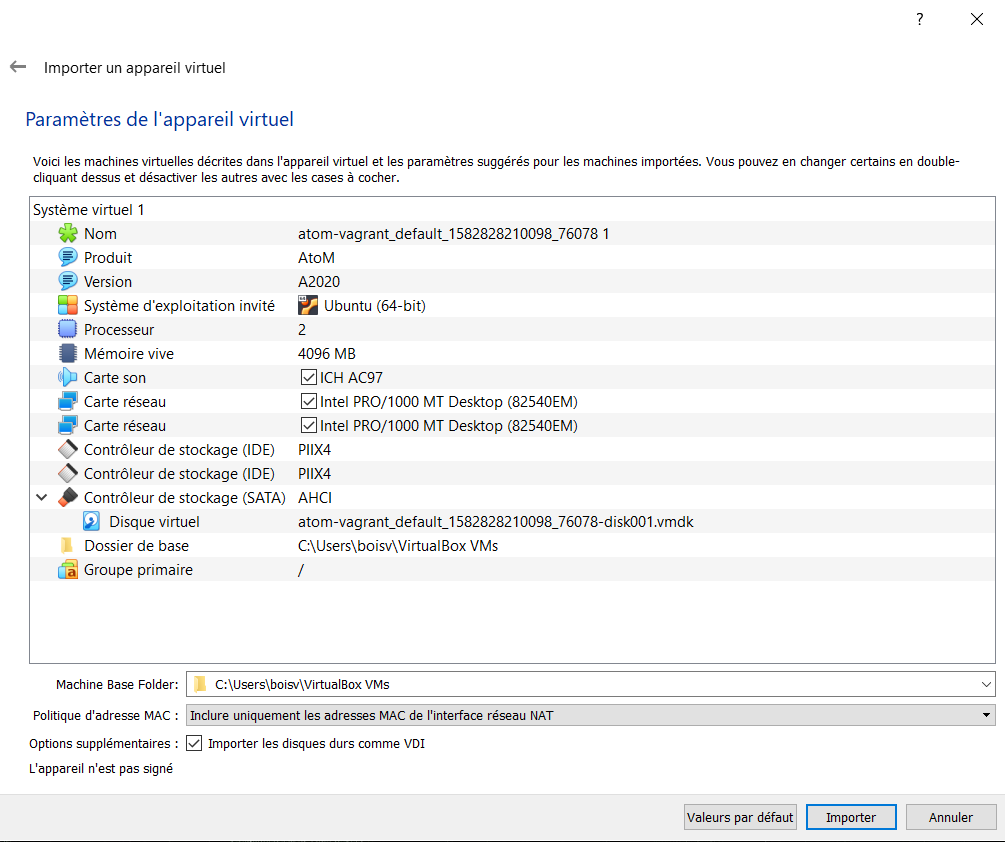 ?
Importer un appareil virtuel
Paramètres de l'appareil virtuel
Voici les machines virtuelles décrites dans l'appareil virtuel et les paramètres suggérés pour les machines importées. Vous pouvez en changer certains en double-
cliquant dessus et désactiver les autres avec les cases à cocher.
Système virtuel 1
Nom atom-vagrant_default_1582828210098_76078 1
Produit AtoM
Version A2020
Système d'exploitation invité Ubuntu (64-bit)
Processeur 2
Mémoire vive 4096 MB
Carte son ICH AC97
Carte réseau Intel PRO/1000 MT Desktop (82540EM)
Carte réseau Intel PRO/1000 MT Desktop (82540EM)
Contrôleur de stockage (IDE) PIIX4
Contrôleur de stockage (IDE) PIIX4
Contrôleur de stockage (SATA) AHCI
Disque virtuel atom-vagrant_default_1582828210098_76078-disk001.vmdk
Dossier de base C:\Users\boisv\VirtualBox VMs
Groupe primaire /
Machine Base Folder: C:\Users\boisv\VirtualBox VMs
Politique d'adresse MAC : Inclure uniquement les adresses MAC de l'interface réseau NAT
Options supplémentaires : Importer les disques durs comme VDI
L'appareil n'est pas signé
Valeurs par défaut Importer Annuler